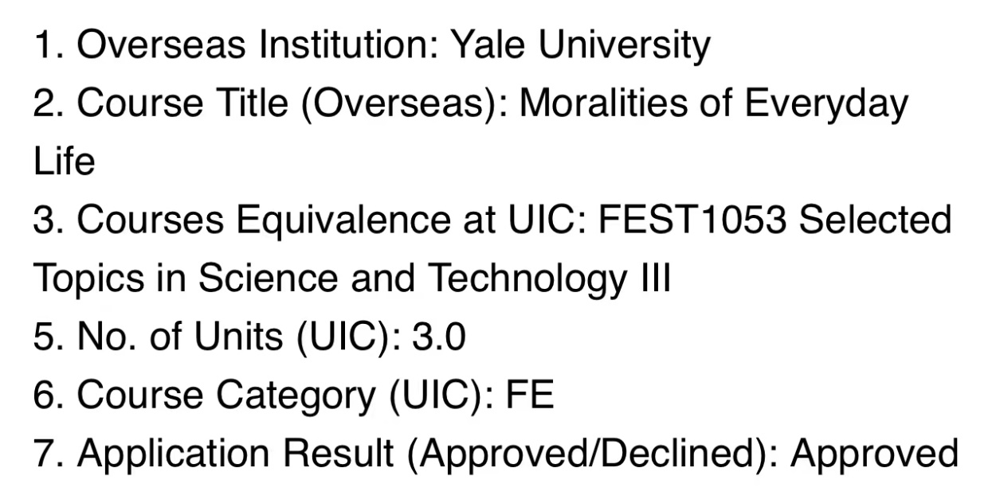 1. Overseas Institution: Yale University
2. Course Title (Overseas): Moralities of Everyday
Life
3. Courses Equivalence at UIC: FEST1053 Selected
Topics in Science and Technology III
5. No. of Units (UIC): 3.0
6. Course Category (UIC): FE
7. Application Result (Approved/Declined): Approved